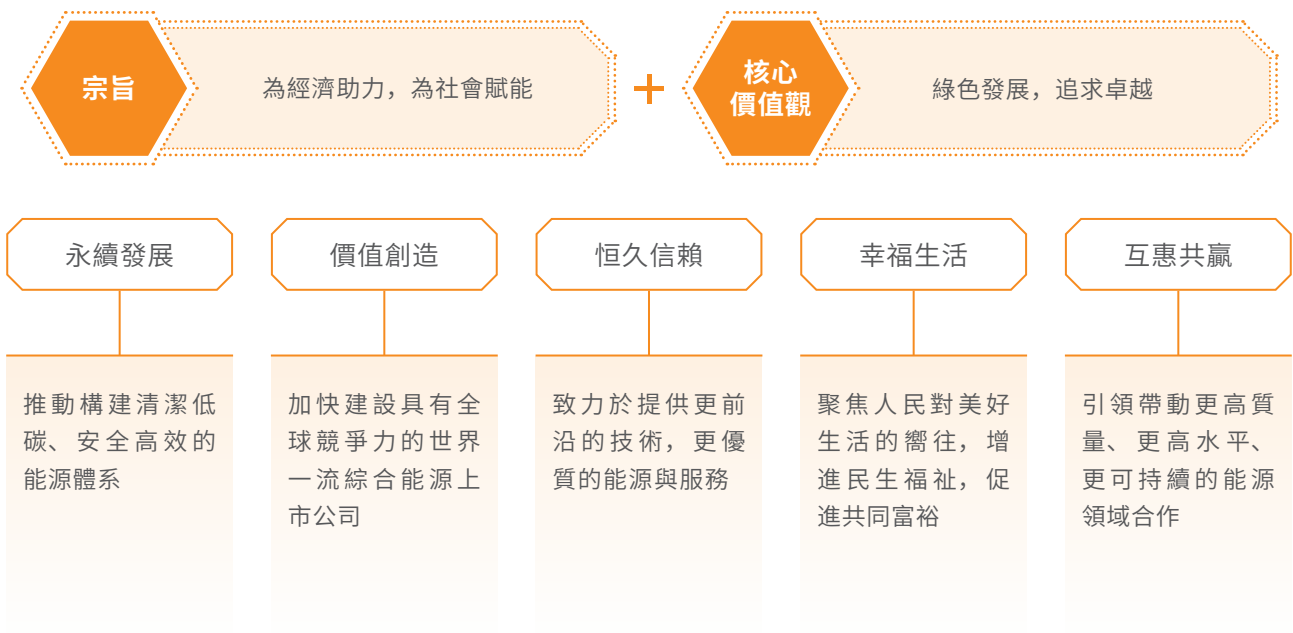 宗旨
為經濟助力，為社會賦能
核心
價值觀
綠色發展，追求卓越
永續發展
價值創造
恒久信賴
幸福生活
互惠共贏
推動構建清潔低
碳、安全高效的
能源體系
加快建設具有全
球競爭力的世界
一流綜合能源上
市公司
致力於提供更前
沿的技術，更優
質的能源與服務
聚焦人民對美好
生活的嚮往，增
進民生福祉，促
進共同富裕
引領帶動更高質
量、更高水平、
更可持續的能源
領域合作